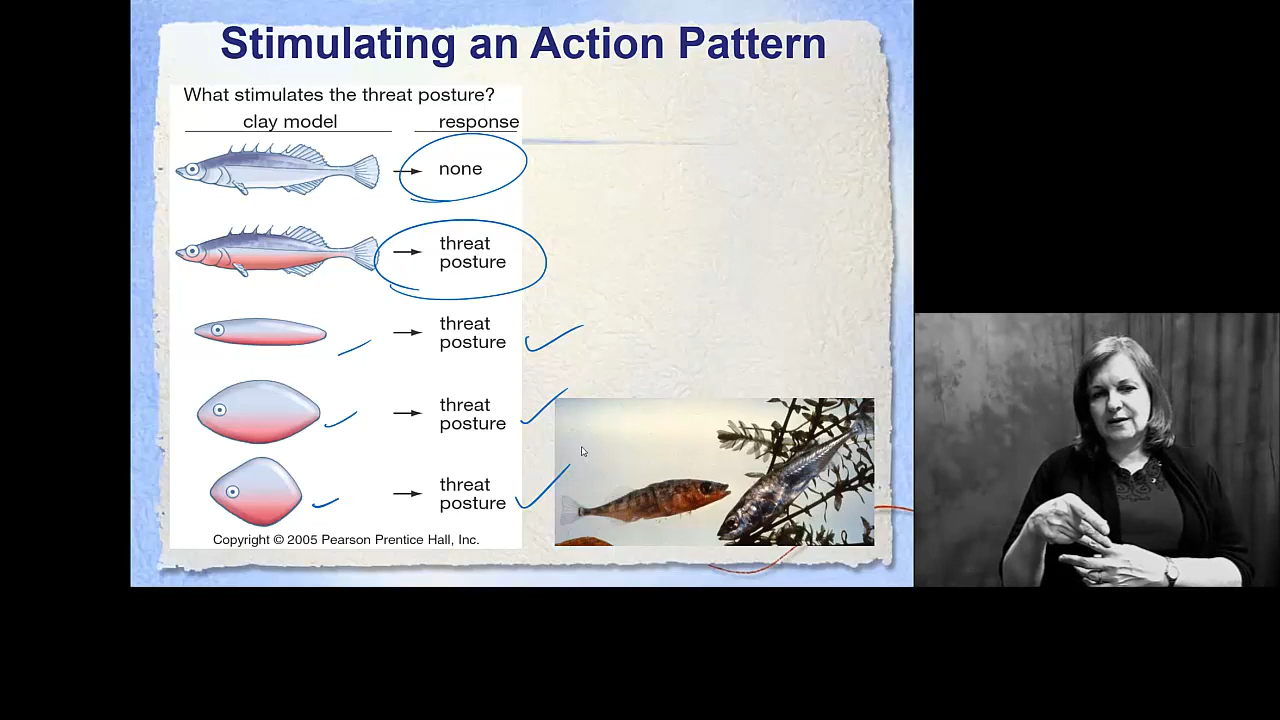 Stimulating an Action Pattern
What stimulates the threat posture?
clay model response
none
threat
posture
threat
posture
threat
posture
threat
posture
Copyright © 2005 Pearson Prentice Hall, Inc.